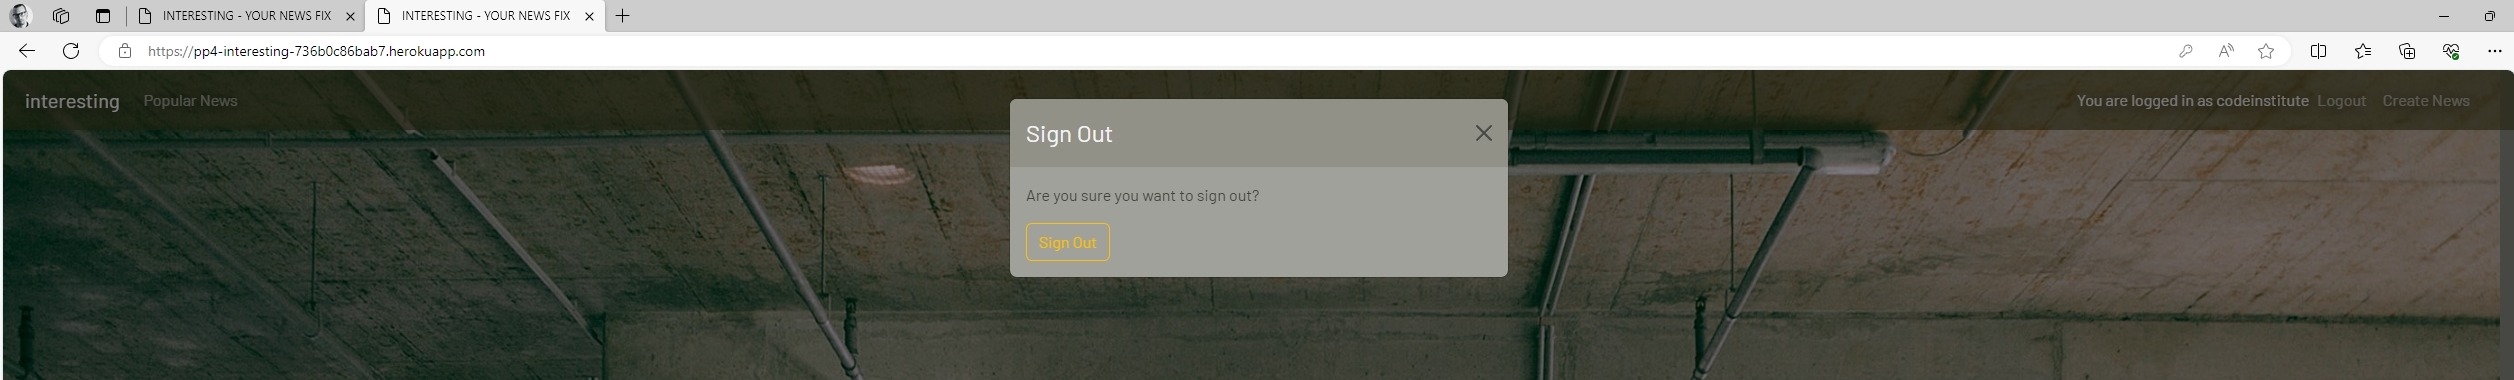 INTERESTING - YOUR NEWS FIX
INTERESTING - YOUR NEWS FIX
https://pp4-interesting-736b0c86bab7.herokuapp.com
interesting Popular News You are logged in as codeinstitute Logout Create News
Sign Out
Are you sure you want to sign out?
Sign Out